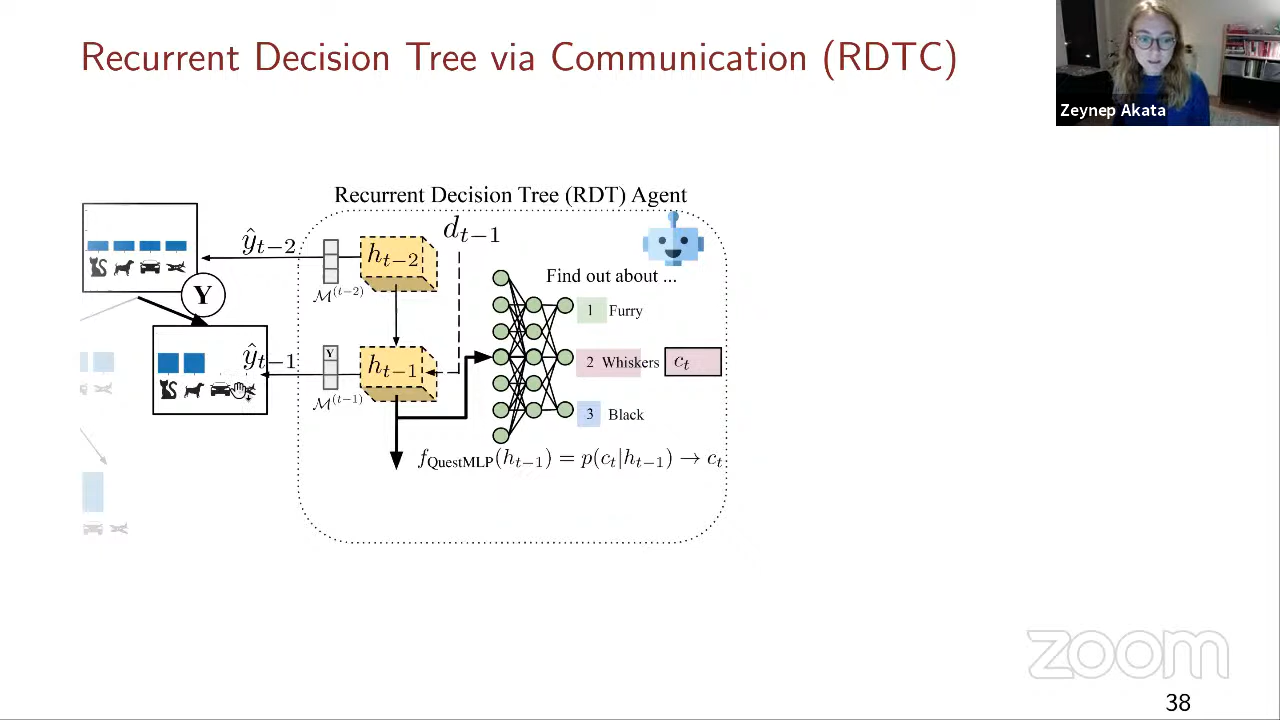 Recurrent Decision Tree via Communication (RDTC)
Zeynep Akata
Recurrent Decision Tree (RDT) Agent
ŷₜ₋₂
hₜ₋₂
dₜ₋₁
ℳ⁽ᵗ⁻²⁾
Find out about ...
Y
1 Furry
ŷₜ₋₁
Y
hₜ₋₁
2 Whiskers
cₜ
ℳ⁽ᵗ⁻¹⁾
3 Black
f_QuestMLP(hₜ₋₁) = p(cₜ|hₜ₋₁) → cₜ
zoom
38